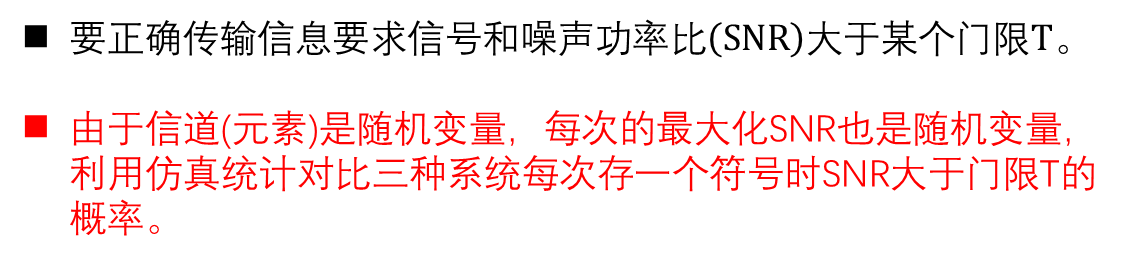 ■ 要正确传输信息要求信号和噪声功率比(SNR)大于某个门限T。
■ 由于信道(元素)是随机变量，每次的最大化SNR也是随机变量，
利用仿真统计对比三种系统每次存一个符号时SNR大于门限T的
概率。